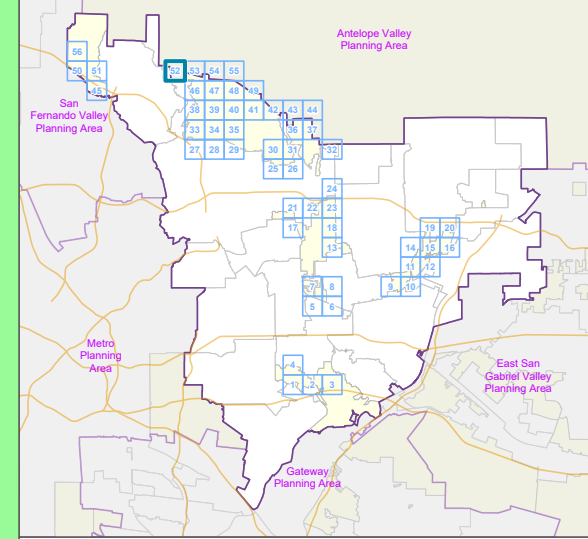 Antelope Valley
Planning Area
56
50 51
45
52 53 54 55
46 47 48 49
38 39 40 41 42 43 44
33 34 35 36 37
27 28 29 30 31 32
25 26
San
Fernando Valley
Planning Area
24
21 22 23
17 18
13
19 20
14 15 16
11 12
9 10
7 8
5 6
Metro
Planning
Area
4
1 2 3
East San
Gabriel Valley
Planning Area
Gateway
Planning Area